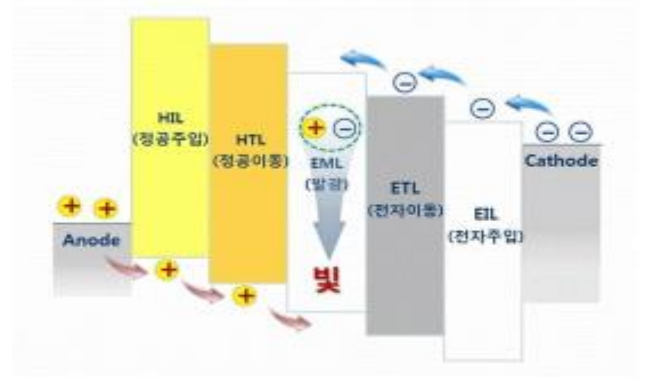 HIL
(정공주입)
HTL
(정공이동)
EML
(발광)
ETL
(전자이동)
EIL
(전자주입)
Cathode
Anode
빛